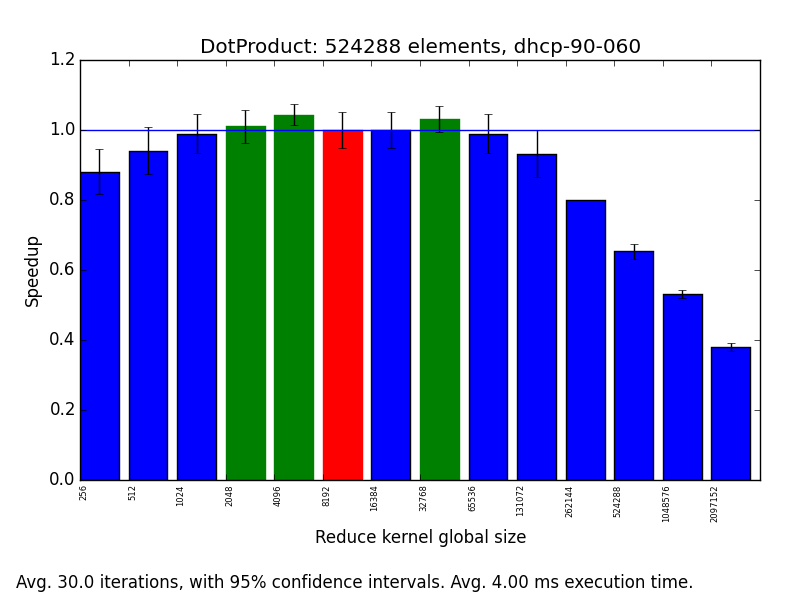 DotProduct: 524288 elements, dhcp-90-060
1.2
1.0
0.8
0.6
0.4
0.2
0.0
Speedup
256 512 1024 2048 4096 8192 16384 32768 65536 131072 262144 524288 1048576 2097152
Reduce kernel global size
Avg. 30.0 iterations, with 95% confidence intervals. Avg. 4.00 ms execution time.